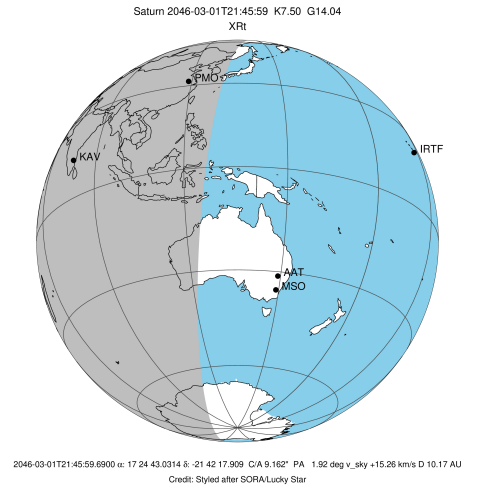 Saturn 2046-03-01T21:45:59 K7.50 G14.04
XRt
PMO
KAV
IRTF
AAT
MSO
2046-03-01T21:45:59.6900 α: 17 24 43.0314 δ: -21 42 17.909 C/A 9.162" PA 1.92 deg v_sky +15.26 km/s D 10.17 AU
Credit: Styled after SORA/Lucky Star